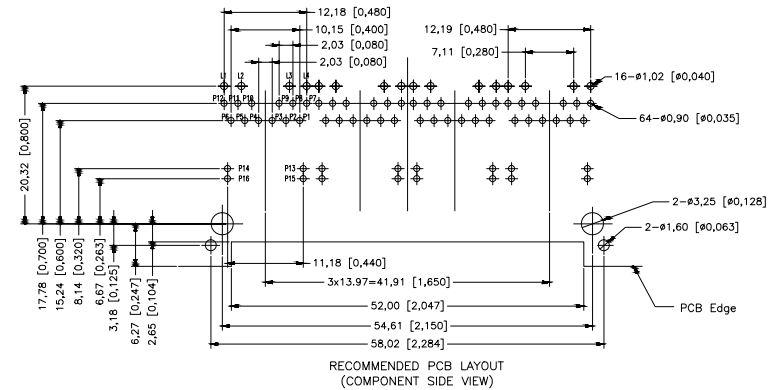 12,18 [0,480]
10,15 [0.400]
2,03 [0,080]
2,03 [0,080]
12,19 [0,480]
7,11 [0,280]
L1 L2 L3 L4
16-ø1,02 [ø0,040]
P12 P11 P10 P9 P8 P7
64-ø0,90 [ø0,035]
P6 P5 P4 P3 P2 P1
P14 P13
P16 P15
2-ø3,25 [ø0,128]
2-ø1,60 [ø0,063]
20,32 [0,800]
17,78 [0,700]
15,24 [0,600]
8,14 [0,320]
6,67 [0,263]
3,18 [0,125]
6,27 [0,247]
2,65 [0,104]
11,18 [0,440]
3x13.97=41,91 [1,650]
52,00 [2,047]
54,61 [2,150]
58,02 [2,284]
PCB Edge
RECOMMENDED PCB LAYOUT
(COMPONENT SIDE VIEW)